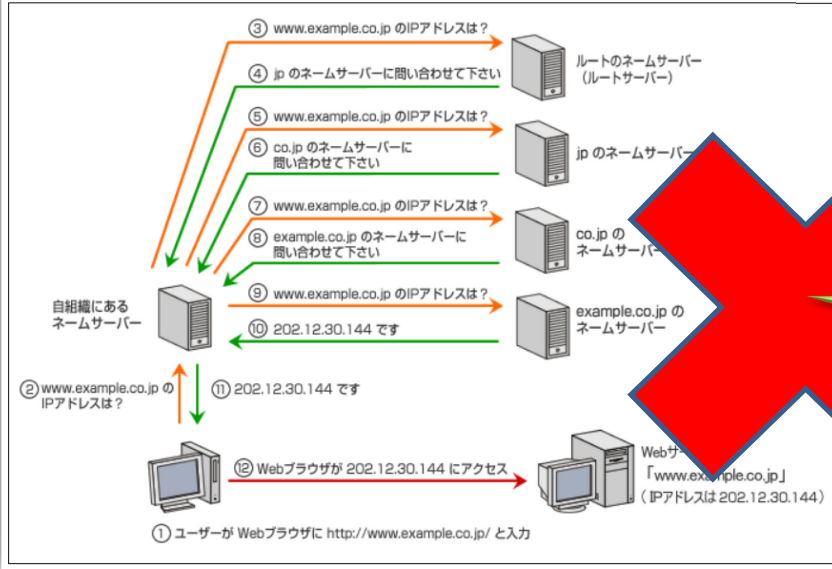 ③ www.example.co.jp のIPアドレスは？
ルートのネームサーバー
（ルートサーバー）
④ jp のネームサーバーに問い合わせて下さい
⑤ www.example.co.jp のIPアドレスは？
⑥ co.jp のネームサーバーに
問い合わせて下さい
jp のネームサーバー
⑦ www.example.co.jp のIPアドレスは？
⑧ example.co.jp のネームサーバーに
問い合わせて下さい
co.jp の
ネームサーバー
自組織にある
ネームサーバー
⑨ www.example.co.jp のIPアドレスは？
⑩ 202.12.30.144 です
example.co.jp の
ネームサーバー
② www.example.co.jp の
IPアドレスは？
⑪ 202.12.30.144 です
⑫ Webブラウザが 202.12.30.144 にアクセス
Webサー
「www.example.co.jp」
（ IPアドレスは 202.12.30.144）
① ユーザーが Webブラウザに http://www.example.co.jp/ と入力